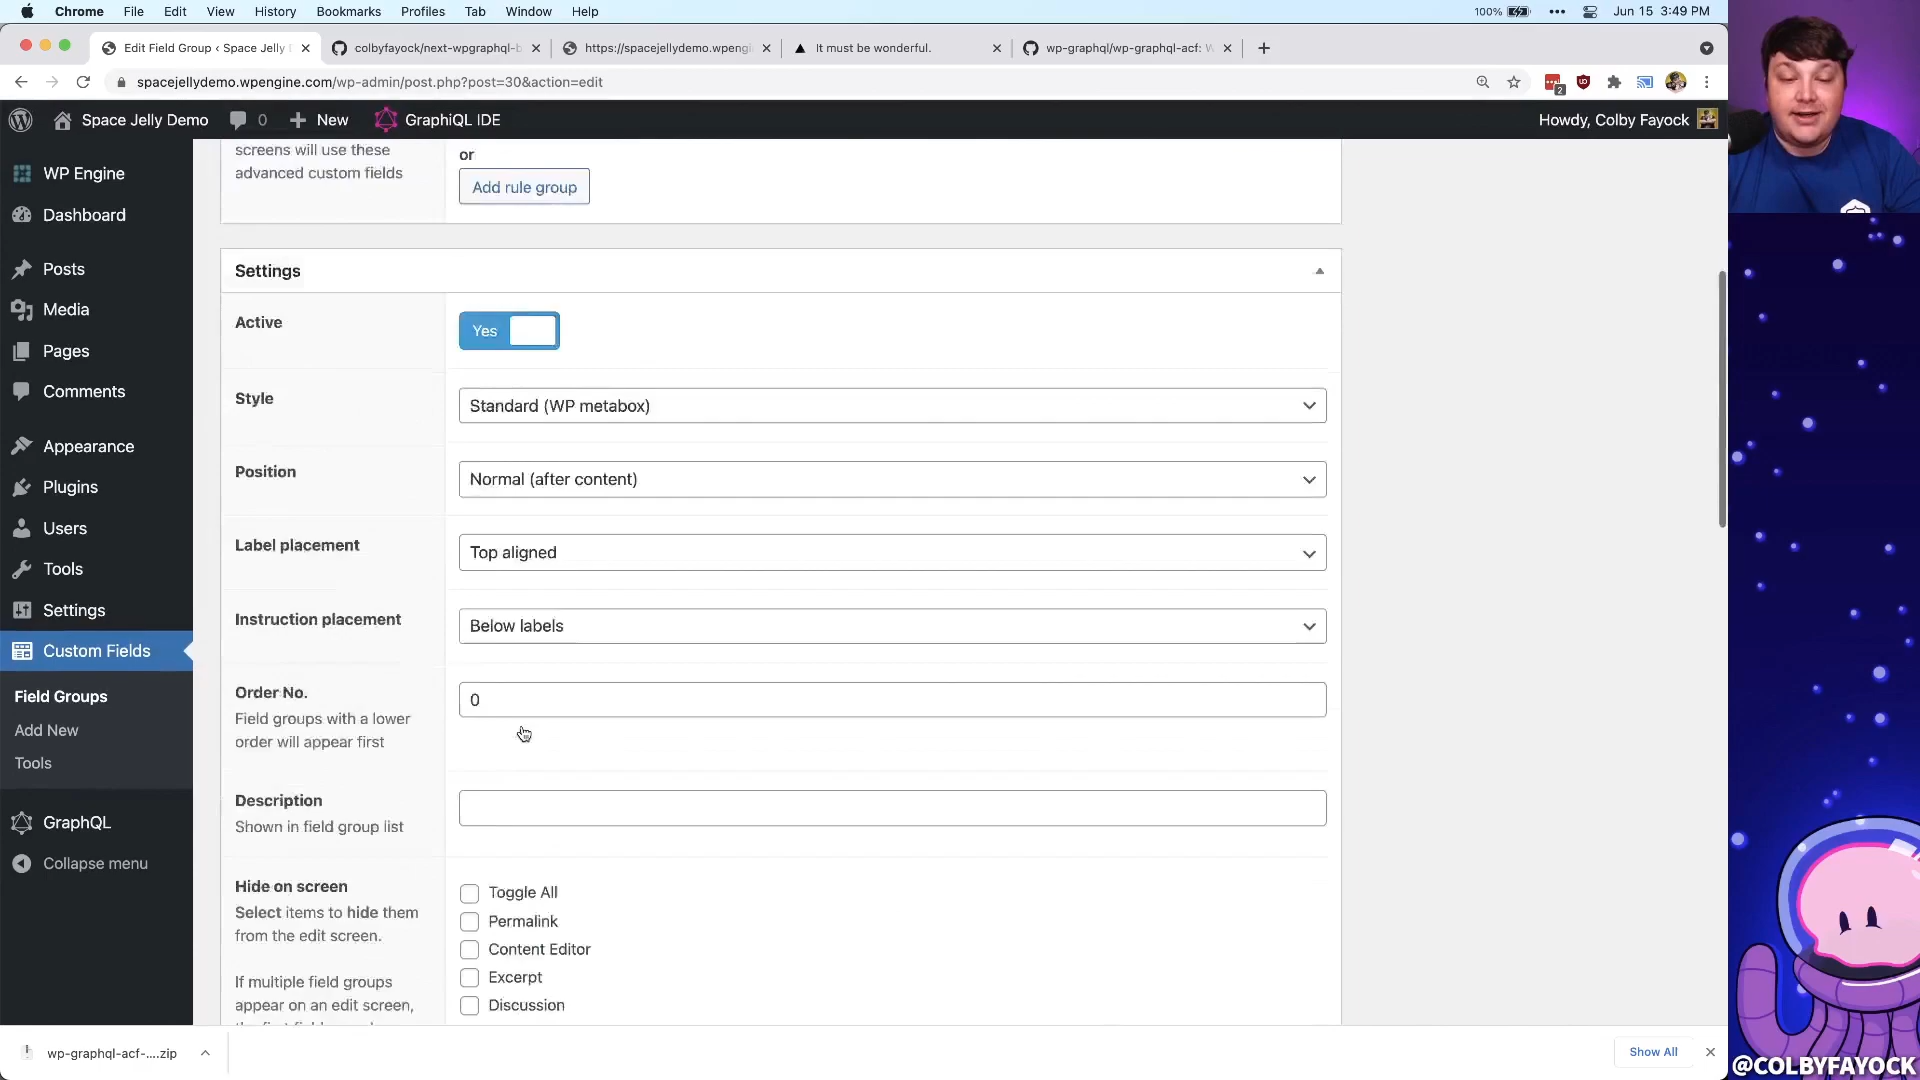 Chrome File Edit View History Bookmarks Profiles Tab Window Help 100% Jun 15 3:49 PM
Edit Field Group ‹ Space Jelly colbyfayock/next-wpgraphql-b https://spacejellydemo.wpengi It must be wonderful. wp-graphql/wp-graphql-acf: W
spacejellydemo.wpengine.com/wp-admin/post.php?post=30&action=edit 2
Space Jelly Demo 0 New GraphiQL IDE Howdy, Colby Fayock
WP Engine
Dashboard
Posts
Media
Pages
Comments
Appearance
Plugins
Users
Tools
Settings
Custom Fields
Field Groups
Add New
Tools
GraphQL
Collapse menu
screens will use these
advanced custom fields
or
Add rule group
Settings
Active
Yes
Style
Standard (WP metabox)
Position
Normal (after content)
Label placement
Top aligned
Instruction placement
Below labels
Order No.
Field groups with a lower
order will appear first
0
Description
Shown in field group list
Hide on screen
Select items to hide them
from the edit screen.
If multiple field groups
appear on an edit screen,
Toggle All
Permalink
Content Editor
Excerpt
Discussion
wp-graphql-acf-....zip
Show All
@COLBYFAYOCK